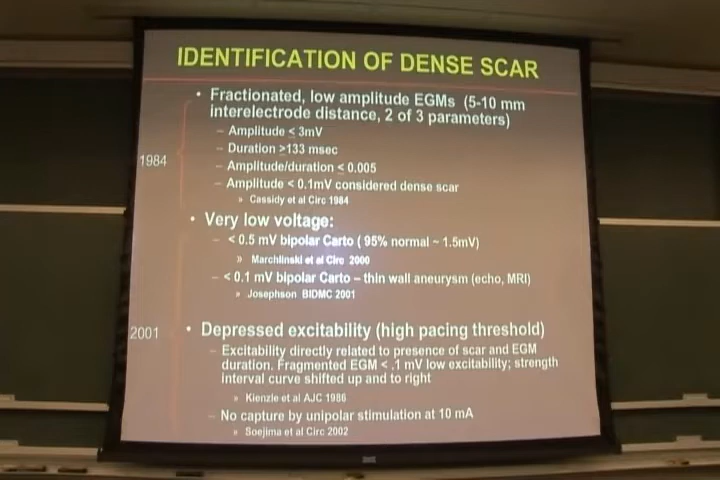 IDENTIFICATION OF DENSE SCAR
• Fractionated, low amplitude EGMs (5-10 mm
interelectrode distance, 2 of 3 parameters)
– Amplitude ≤ 3mV
– Duration ≥133 msec
1984
– Amplitude/duration ≤ 0.005
– Amplitude < 0.1mV considered dense scar
» Cassidy et al Circ 1984
• Very low voltage:
– < 0.5 mV bipolar Carto ( 95% normal ~ 1.5mV)
» Marchlinski et al Circ 2000
– < 0.1 mV bipolar Carto – thin wall aneurysm (echo, MRI)
» Josephson BIDMC 2001
2001
• Depressed excitability (high pacing threshold)
– Excitability directly related to presence of scar and EGM
duration. Fragmented EGM < .1 mV low excitability; strength
interval curve shifted up and to right
» Kienzle et al AJC 1986
– No capture by unipolar stimulation at 10 mA
» Soejima et al Circ 2002